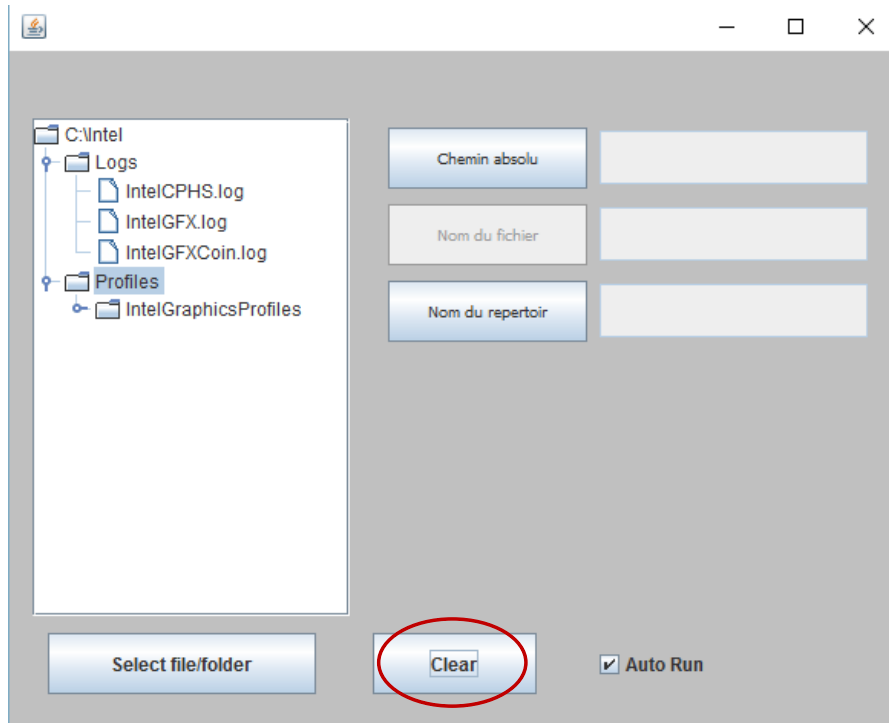 C:\Intel
Logs
IntelCPHS.log
IntelGFX.log
IntelGFXCoin.log
Profiles
IntelGraphicsProfiles
Chemin absolu
Nom du fichier
Nom du repertoir
Select file/folder
Clear
Auto Run